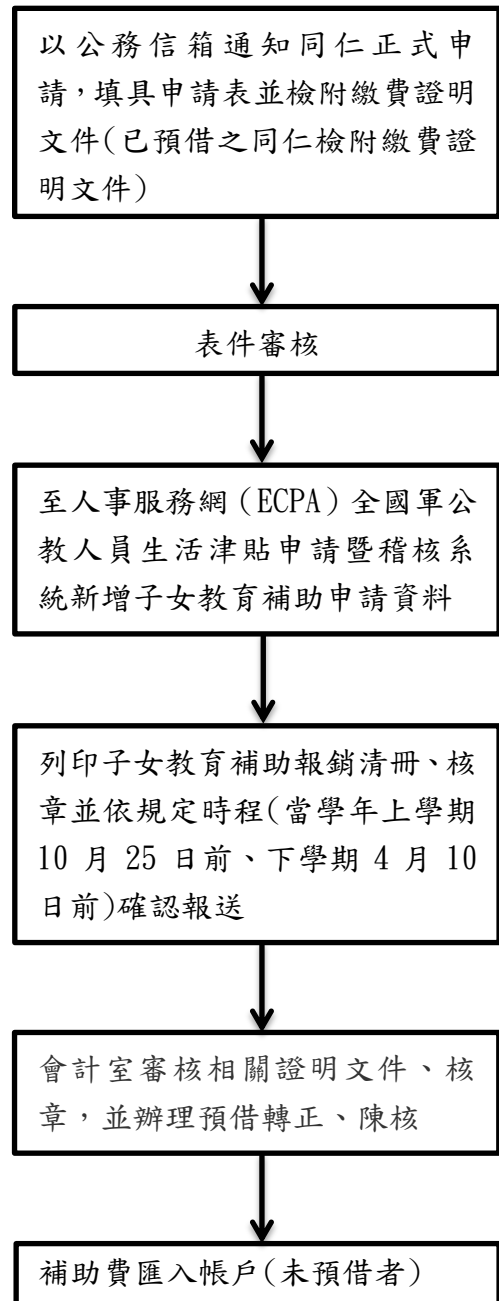 以公務信箱通知同仁正式申
請，填具申請表並檢附繳費證明
文件(已預借之同仁檢附繳費證
明文件)
表件審核
至人事服務網（ECPA）全國軍公
教人員生活津貼申請暨稽核系
統新增子女教育補助申請資料
列印子女教育補助報銷清冊、核
章並依規定時程(當學年上學期
10 月 25 日前、下學期 4 月 10
日前)確認報送
會計室審核相關證明文件、核
章，並辦理預借轉正、陳核
補助費匯入帳戶(未預借者)